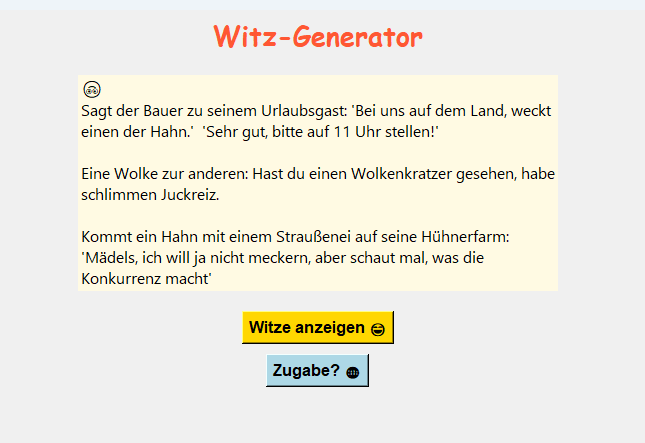 Witz-Generator
Sagt der Bauer zu seinem Urlaubsgast: 'Bei uns auf dem Land, weckt
einen der Hahn.'  'Sehr gut, bitte auf 11 Uhr stellen!'
Eine Wolke zur anderen: Hast du einen Wolkenkratzer gesehen, habe
schlimmen Juckreiz.
Kommt ein Hahn mit einem Straußenei auf seine Hühnerfarm:
'Mädels, ich will ja nicht meckern, aber schaut mal, was die
Konkurrenz macht'
Witze anzeigen
Zugabe?